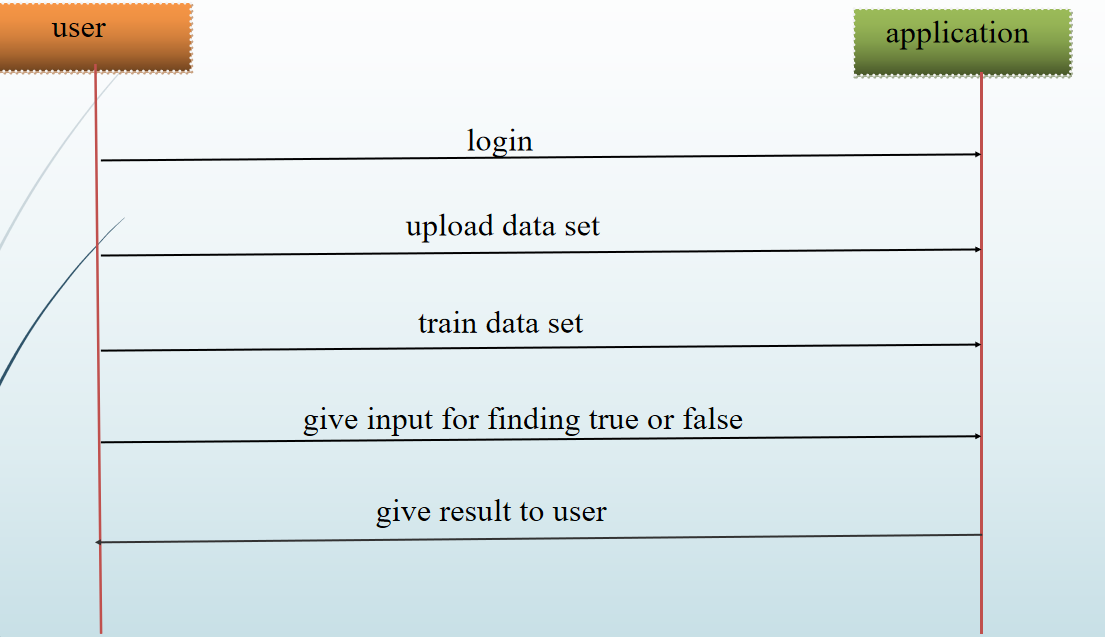 user
application
login
upload data set
train data set
give input for finding true or false
give result to user